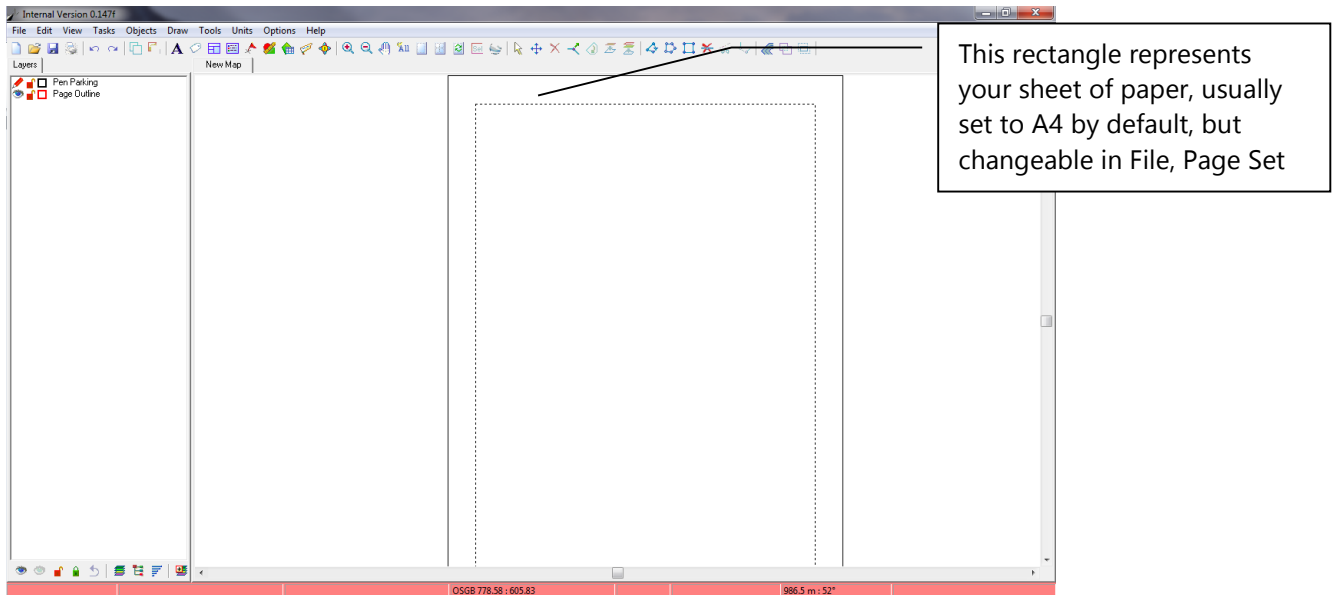 Internal Version 0.147f
File Edit View Tasks Objects Draw Tools Units Options Help
Layers
New Map
Pen Parking
Page Outline
This rectangle represents
your sheet of paper, usually
set to A4 by default, but
changeable in File, Page Set
OSGB 778.58 : 605.83
986.5 m : 52°